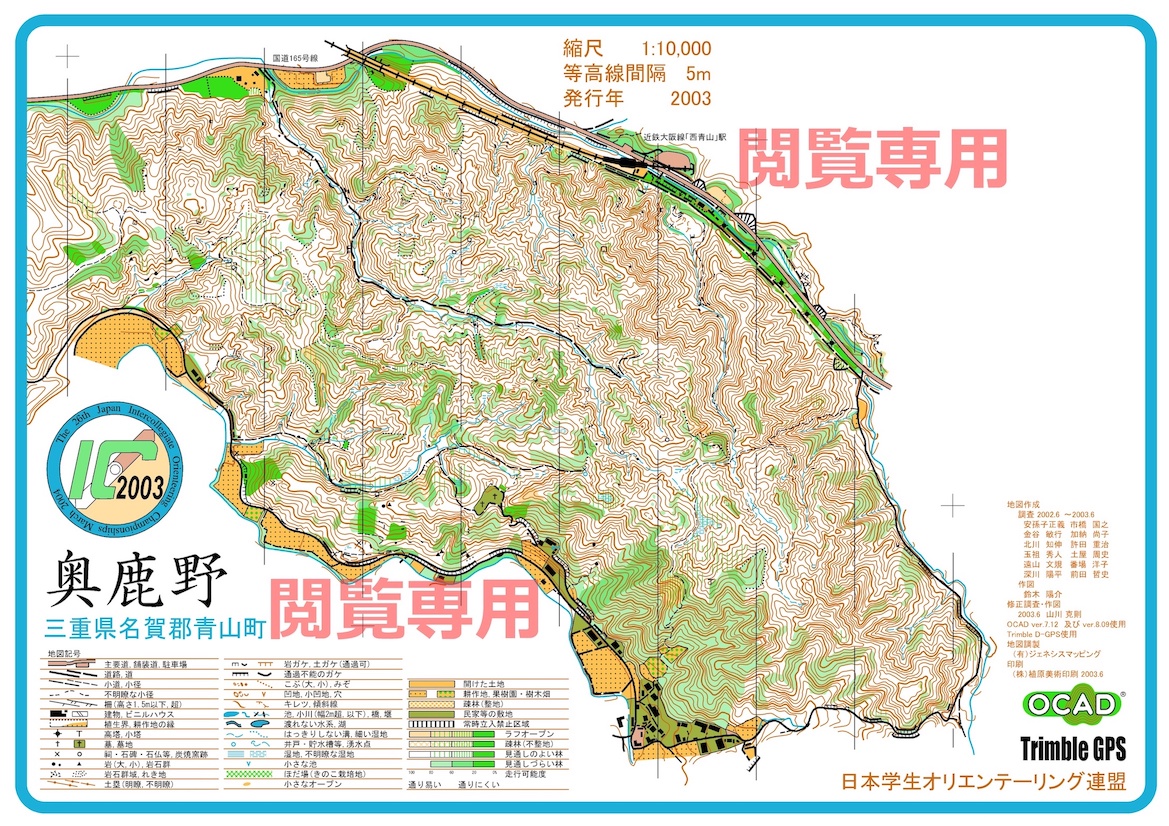 縮尺 1:10,000
等高線間隔 5m
発行年 2003
国道165号線
近鉄大阪線「西青山」駅
閲覧専用
The 26th Japan Intercollegiate Orienteering Championships March 2004
IC
2003
奥鹿野
三重県名賀郡青山町
閲覧専用
地図記号
主要道, 舗装道, 駐車場
道路, 道
小道, 小径
不明瞭な小径
柵(高さ1.5m以下, 超)
建物, ビニルハウス
植生界, 耕作地の縁
高塔, 小塔
墓, 墓地
祠・石碑・石仏等, 炭焼窯跡
岩(大, 小), 岩石群
岩石群域, れき地
土塁(明瞭, 不明瞭)
岩ガケ, 土ガケ(通過可)
通過不能のガケ
こぶ(大, 小), みぞ
凹地, 小凹地, 穴
キレツ, 傾斜線
池, 小川(幅2m超, 以下), 橋, 堰
渡れない水系, 湖
はっきりしない溝, 細い湿地
井戸・貯水槽等, 湧水点
湿地, 不明瞭な湿地
小さな池
ほだ場(きのこ栽培地)
小さなオープン
開けた土地
耕作地, 果樹園・樹木畑
疎林(整地)
民家等の敷地
常時立入禁止区域
ラフオープン
疎林(不整地)
見通しのよい林
見通しづらい林
走行可能度
通り易い 通りにくい
地図作成
調査 2002.6 ～2003.6
安孫子正義 市橋 国之
金谷 敏行 加納 尚子
北川 知伸 許田 重治
玉祖 秀人 土屋 周史
遠山 文規 番場 洋子
深川 陽平 前田 哲史
作図
鈴木 陽介
修正調査・作図
2003.6 山川 克則
OCAD ver.7.12 及び ver.8.09使用
Trimble D-GPS使用
地図調製
(有)ジェネシスマッピング
印刷
(株)植原美術印刷 2003.6
OCAD®
Trimble GPS
日本学生オリエンテーリング連盟